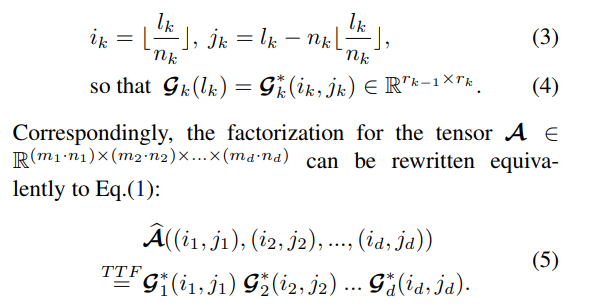 i_k = ⌊l_k/n_k⌋, j_k = l_k − n_k⌊l_k/n_k⌋, (3)
so that 𝓖_k(l_k) = 𝓖*_k(i_k, j_k) ∈ ℝ^{r_{k−1}×r_k}. (4)
Correspondingly, the factorization for the tensor 𝓐 ∈
ℝ^{(m_1·n_1)×(m_2·n_2)×...×(m_d·n_d)} can be rewritten equiva-
lently to Eq.(1):
𝓐̂((i_1, j_1), (i_2, j_2), ..., (i_d, j_d))
TTF= 𝓖*_1(i_1, j_1) 𝓖*_2(i_2, j_2) ... 𝓖*_d(i_d, j_d). (5)